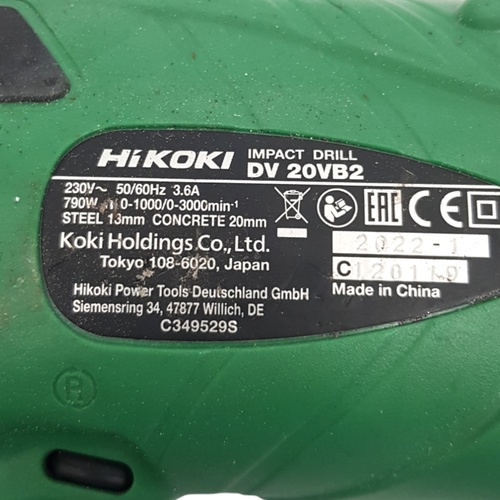 HiKOKI IMPACT DRILL
DV 20VB2
230V~ 50/60Hz 3.6A
790W 0-1000/0-3000min-1
STEEL 13mm CONCRETE 20mm
Koki Holdings Co., Ltd.
Tokyo 108-6020, Japan
Hikoki Power Tools Deutschland GmbH
Siemensring 34, 47877 Willich, DE
C349529S
EAC CE
2022-1
C120119
Made in China
R